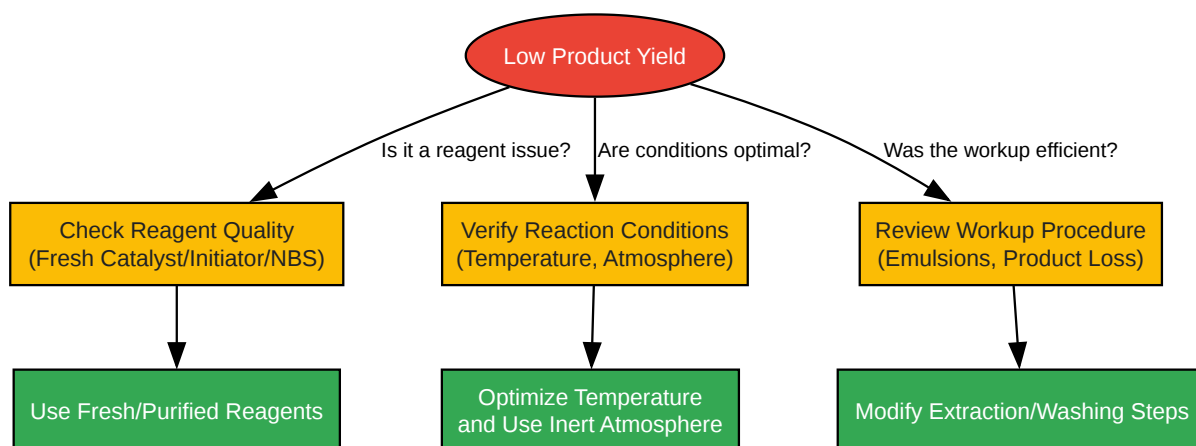 Low Product Yield
Is it a reagent issue?
Are conditions optimal?
Was the workup efficient?
Check Reagent Quality
(Fresh Catalyst/Initiator/NBS)
Verify Reaction Conditions
(Temperature, Atmosphere)
Review Workup Procedure
(Emulsions, Product Loss)
Use Fresh/Purified Reagents
Optimize Temperature
and Use Inert Atmosphere
Modify Extraction/Washing Steps